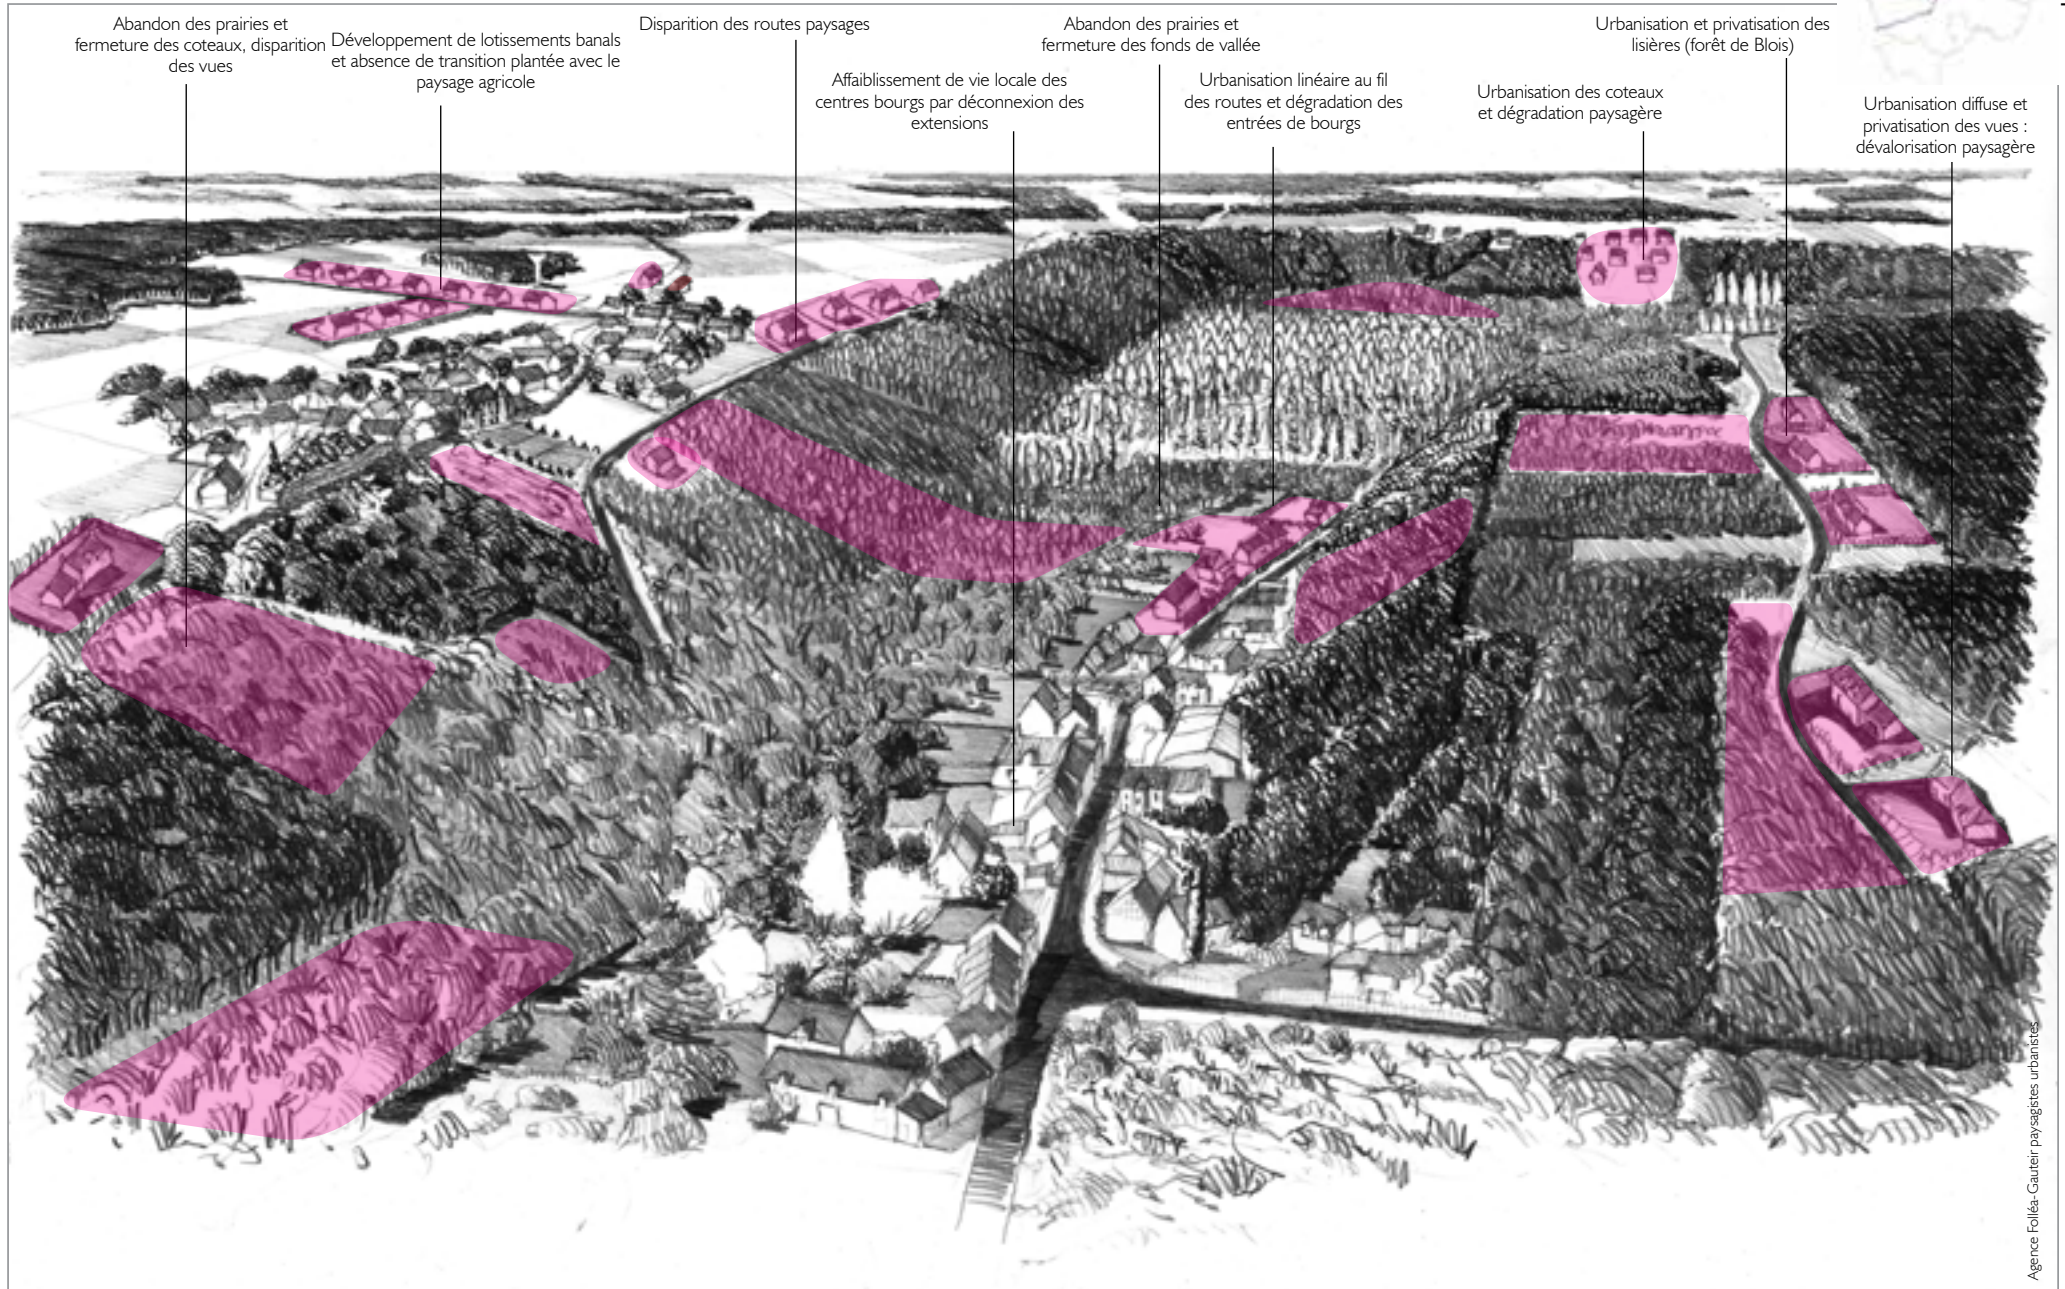 Abandon des prairies et
fermeture des coteaux, disparition
des vues
Développement de lotissements banals
et absence de transition plantée avec le
paysage agricole
Disparition des routes paysages
Affaiblissement de vie locale des
centres bourgs par déconnexion des
extensions
Abandon des prairies et
fermeture des fonds de vallée
Urbanisation linéaire au fil
des routes et dégradation des
entrées de bourgs
Urbanisation des coteaux
et dégradation paysagère
Urbanisation et privatisation des
lisières (forêt de Blois)
Urbanisation diffuse et
privatisation des vues :
dévalorisation paysagère
Agence Folléa-Gauteir paysagistes urbanistes